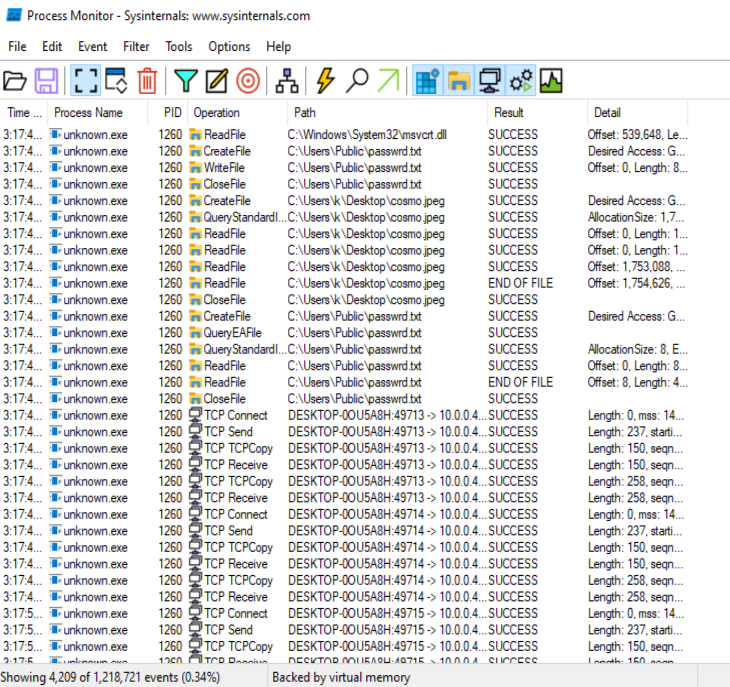 Process Monitor - Sysinternals: www.sysinternals.com
File Edit Event Filter Tools Options Help
Time ... Process Name PID Operation Path Result Detail
3:17:4... unknown.exe 1260 ReadFile C:\Windows\System32\msvcrt.dll SUCCESS Offset: 539,648, Le...
3:17:4... unknown.exe 1260 CreateFile C:\Users\Public\passwrd.txt SUCCESS Desired Access: G...
3:17:4... unknown.exe 1260 WriteFile C:\Users\Public\passwrd.txt SUCCESS Offset: 0, Length: 8...
3:17:4... unknown.exe 1260 CloseFile C:\Users\Public\passwrd.txt SUCCESS
3:17:4... unknown.exe 1260 CreateFile C:\Users\k\Desktop\cosmo.jpeg SUCCESS Desired Access: G...
3:17:4... unknown.exe 1260 QueryStandardI...C:\Users\k\Desktop\cosmo.jpeg SUCCESS AllocationSize: 1,7...
3:17:4... unknown.exe 1260 ReadFile C:\Users\k\Desktop\cosmo.jpeg SUCCESS Offset: 0, Length: 1...
3:17:4... unknown.exe 1260 ReadFile C:\Users\k\Desktop\cosmo.jpeg SUCCESS Offset: 0, Length: 1...
3:17:4... unknown.exe 1260 ReadFile C:\Users\k\Desktop\cosmo.jpeg SUCCESS Offset: 1,753,088, ...
3:17:4... unknown.exe 1260 ReadFile C:\Users\k\Desktop\cosmo.jpeg END OF FILE Offset: 1,754,626, ...
3:17:4... unknown.exe 1260 CloseFile C:\Users\k\Desktop\cosmo.jpeg SUCCESS
3:17:4... unknown.exe 1260 CreateFile C:\Users\Public\passwrd.txt SUCCESS Desired Access: G...
3:17:4... unknown.exe 1260 QueryEAFile C:\Users\Public\passwrd.txt SUCCESS
3:17:4... unknown.exe 1260 QueryStandardI...C:\Users\Public\passwrd.txt SUCCESS AllocationSize: 8, E...
3:17:4... unknown.exe 1260 ReadFile C:\Users\Public\passwrd.txt SUCCESS Offset: 0, Length: 8...
3:17:4... unknown.exe 1260 ReadFile C:\Users\Public\passwrd.txt END OF FILE Offset: 8, Length: 4...
3:17:4... unknown.exe 1260 CloseFile C:\Users\Public\passwrd.txt SUCCESS
3:17:4... unknown.exe 1260 TCP Connect DESKTOP-0OU5A8H:49713 -> 10.0.0.4... SUCCESS Length: 0, mss: 14...
3:17:4... unknown.exe 1260 TCP Send DESKTOP-0OU5A8H:49713 -> 10.0.0.4... SUCCESS Length: 237, starti...
3:17:4... unknown.exe 1260 TCP TCPCopy DESKTOP-0OU5A8H:49713 -> 10.0.0.4... SUCCESS Length: 150, seqn...
3:17:4... unknown.exe 1260 TCP Receive DESKTOP-0OU5A8H:49713 -> 10.0.0.4... SUCCESS Length: 150, seqn...
3:17:4... unknown.exe 1260 TCP TCPCopy DESKTOP-0OU5A8H:49713 -> 10.0.0.4... SUCCESS Length: 258, seqn...
3:17:4... unknown.exe 1260 TCP Receive DESKTOP-0OU5A8H:49713 -> 10.0.0.4... SUCCESS Length: 258, seqn...
3:17:4... unknown.exe 1260 TCP Connect DESKTOP-0OU5A8H:49714 -> 10.0.0.4... SUCCESS Length: 0, mss: 14...
3:17:4... unknown.exe 1260 TCP Send DESKTOP-0OU5A8H:49714 -> 10.0.0.4... SUCCESS Length: 237, starti...
3:17:4... unknown.exe 1260 TCP TCPCopy DESKTOP-0OU5A8H:49714 -> 10.0.0.4... SUCCESS Length: 150, seqn...
3:17:4... unknown.exe 1260 TCP Receive DESKTOP-0OU5A8H:49714 -> 10.0.0.4... SUCCESS Length: 150, seqn...
3:17:4... unknown.exe 1260 TCP TCPCopy DESKTOP-0OU5A8H:49714 -> 10.0.0.4... SUCCESS Length: 258, seqn...
3:17:4... unknown.exe 1260 TCP Receive DESKTOP-0OU5A8H:49714 -> 10.0.0.4... SUCCESS Length: 258, seqn...
3:17:5... unknown.exe 1260 TCP Connect DESKTOP-0OU5A8H:49715 -> 10.0.0.4... SUCCESS Length: 0, mss: 14...
3:17:5... unknown.exe 1260 TCP Send DESKTOP-0OU5A8H:49715 -> 10.0.0.4... SUCCESS Length: 237, starti...
3:17:5... unknown.exe 1260 TCP TCPCopy DESKTOP-0OU5A8H:49715 -> 10.0.0.4... SUCCESS Length: 150, seqn...
3:17:5... unknown.exe 1260 TCP Receive DESKTOP-0OU5A8H:49715 -> 10.0.0.4... SUCCESS Length: 150, seqn...
Showing 4,209 of 1,218,721 events (0.34%) Backed by virtual memory